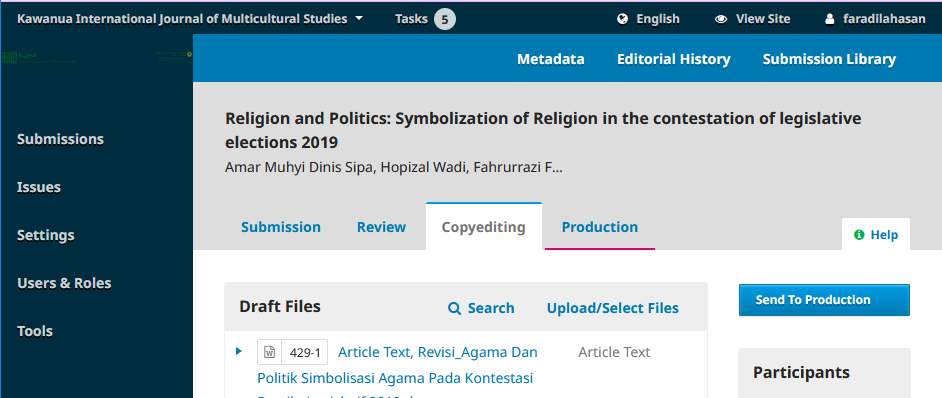 Kawanua International Journal of Multicultural Studies Tasks 5 English View Site faradilahasan
Metadata Editorial History Submission Library
Religion and Politics: Symbolization of Religion in the contestation of legislative
elections 2019
Amar Muhyi Dinis Sipa, Hopizal Wadi, Fahrurrazi F...
Submissions
Issues
Settings
Users & Roles
Tools
Submission Review Copyediting Production
Help
Draft Files Search Upload/Select Files
Send To Production
429-1 Article Text, Revisi_Agama Dan Article Text
Politik Simbolisasi Agama Pada Kontestasi
Participants